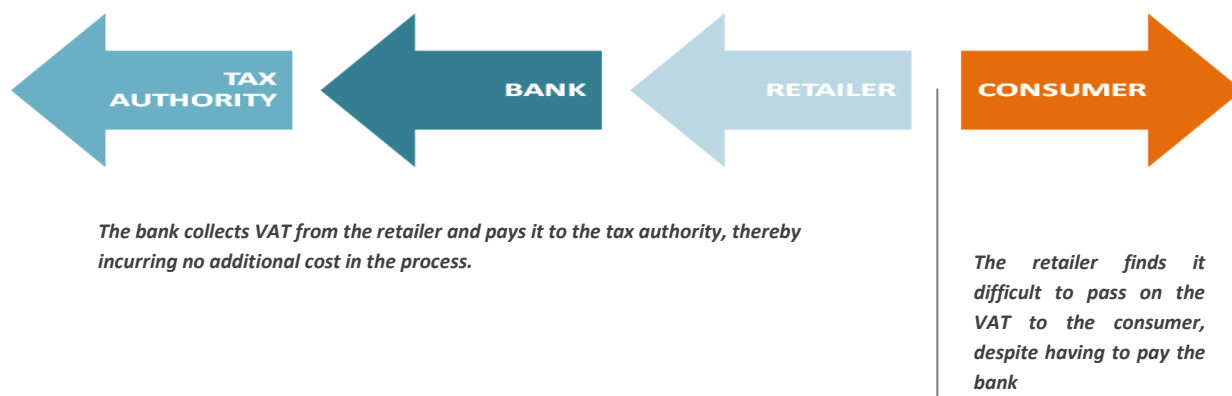 TAX
AUTHORITY
BANK
RETAILER
CONSUMER
The bank collects VAT from the retailer and pays it to the tax authority, thereby
incurring no additional cost in the process.
The retailer finds it
difficult to pass on the
VAT to the consumer,
despite having to pay the
bank